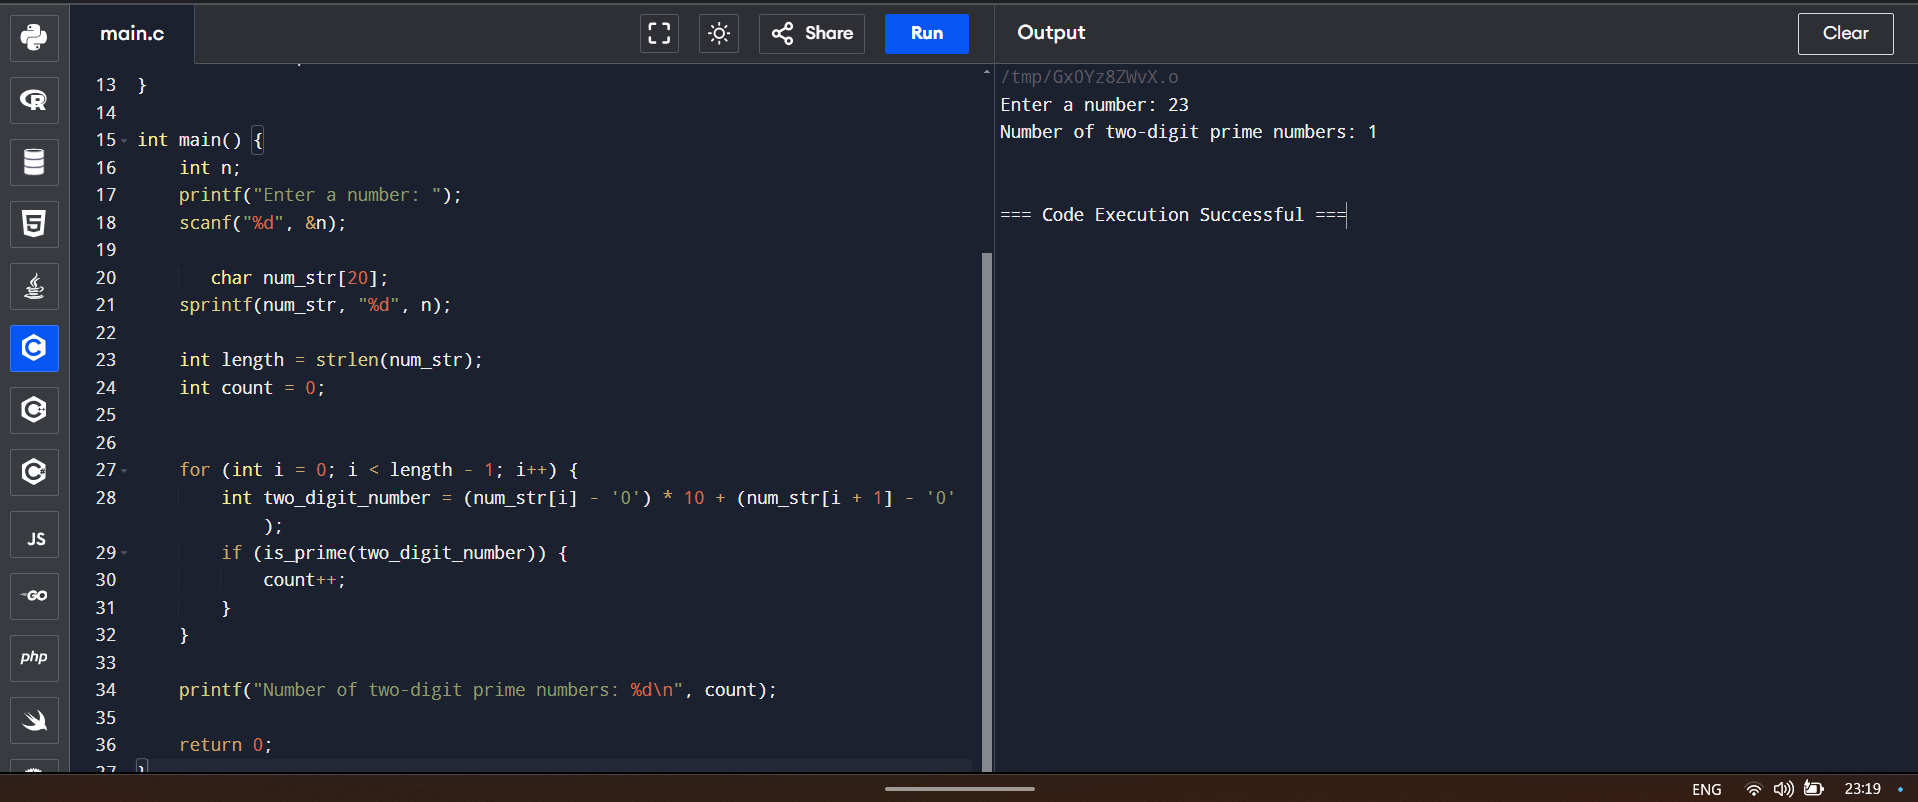 main.c
Share
Run
Output
Clear
13 }
14
15 int main() {
16     int n;
17     printf("Enter a number: ");
18     scanf("%d", &n);
19
20        char num_str[20];
21     sprintf(num_str, "%d", n);
22
23     int length = strlen(num_str);
24     int count = 0;
25
26
27     for (int i = 0; i < length - 1; i++) {
28         int two_digit_number = (num_str[i] - '0') * 10 + (num_str[i + 1] - '0'
);
29         if (is_prime(two_digit_number)) {
30             count++;
31         }
32     }
33
34     printf("Number of two-digit prime numbers: %d\n", count);
35
36     return 0;
37 }
/tmp/GxOYz8ZWvX.o
Enter a number: 23
Number of two-digit prime numbers: 1
=== Code Execution Successful ===
JS
GO
php
ENG
23:19